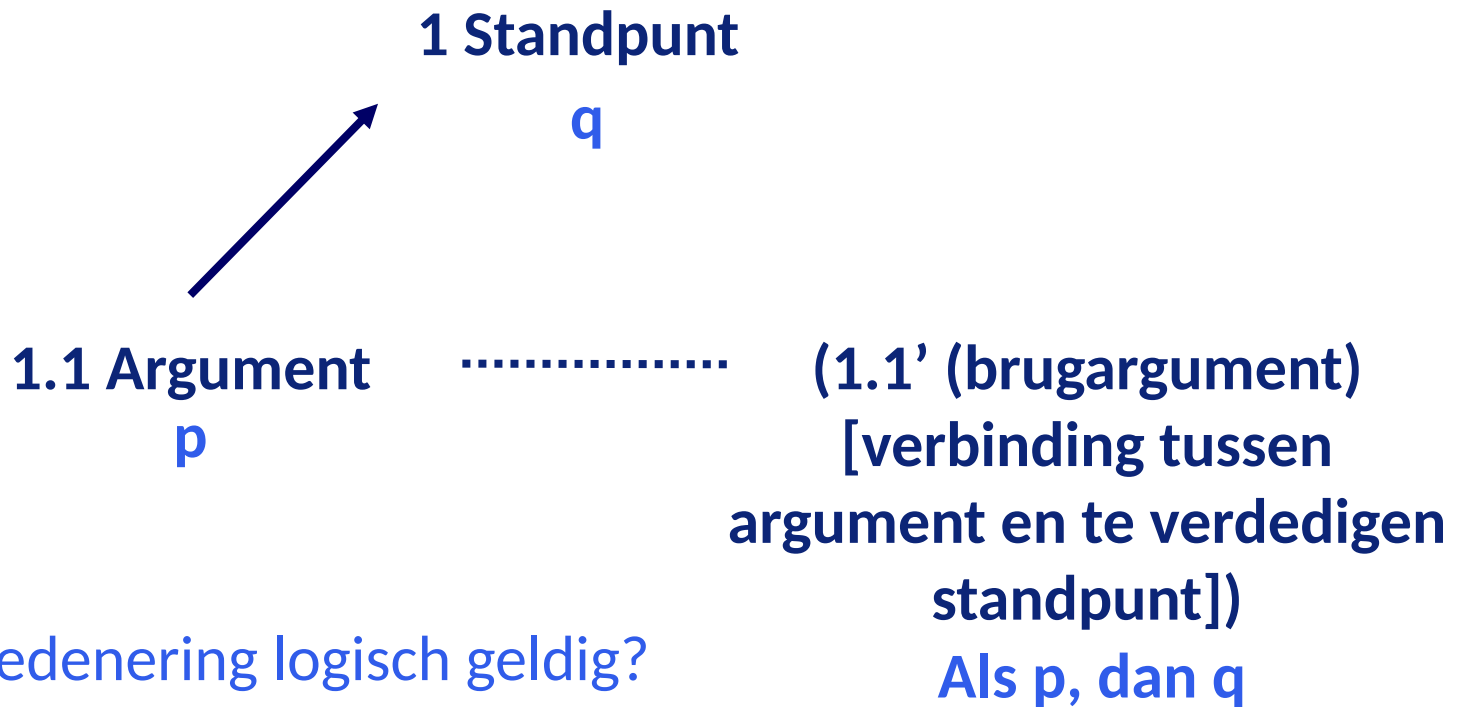 1 Standpunt
q
1.1 Argument
p
(1.1’ (brugargument)
[verbinding tussen
argument en te verdedigen
standpunt])
Als p, dan q
edenering logisch geldig?